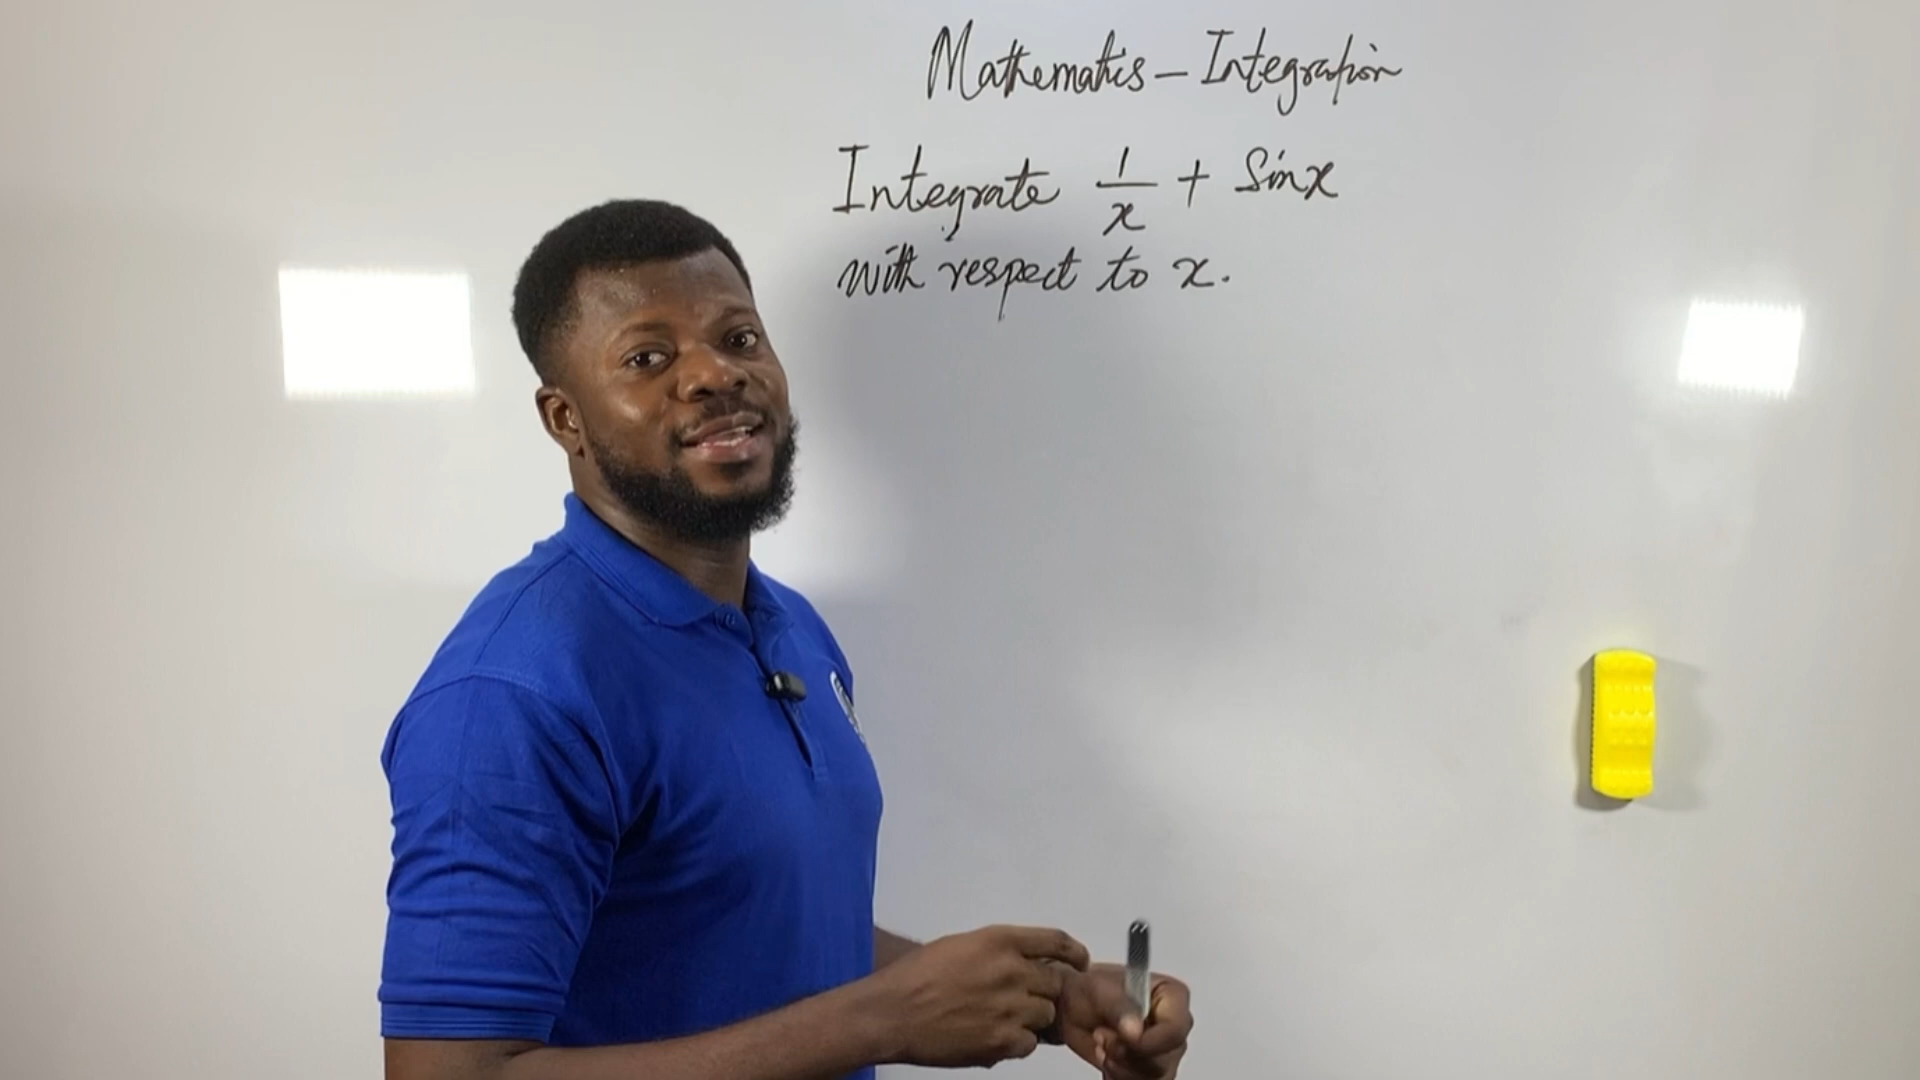 Mathematics - Integration
Integrate 1/x + Sinx
with respect to x.